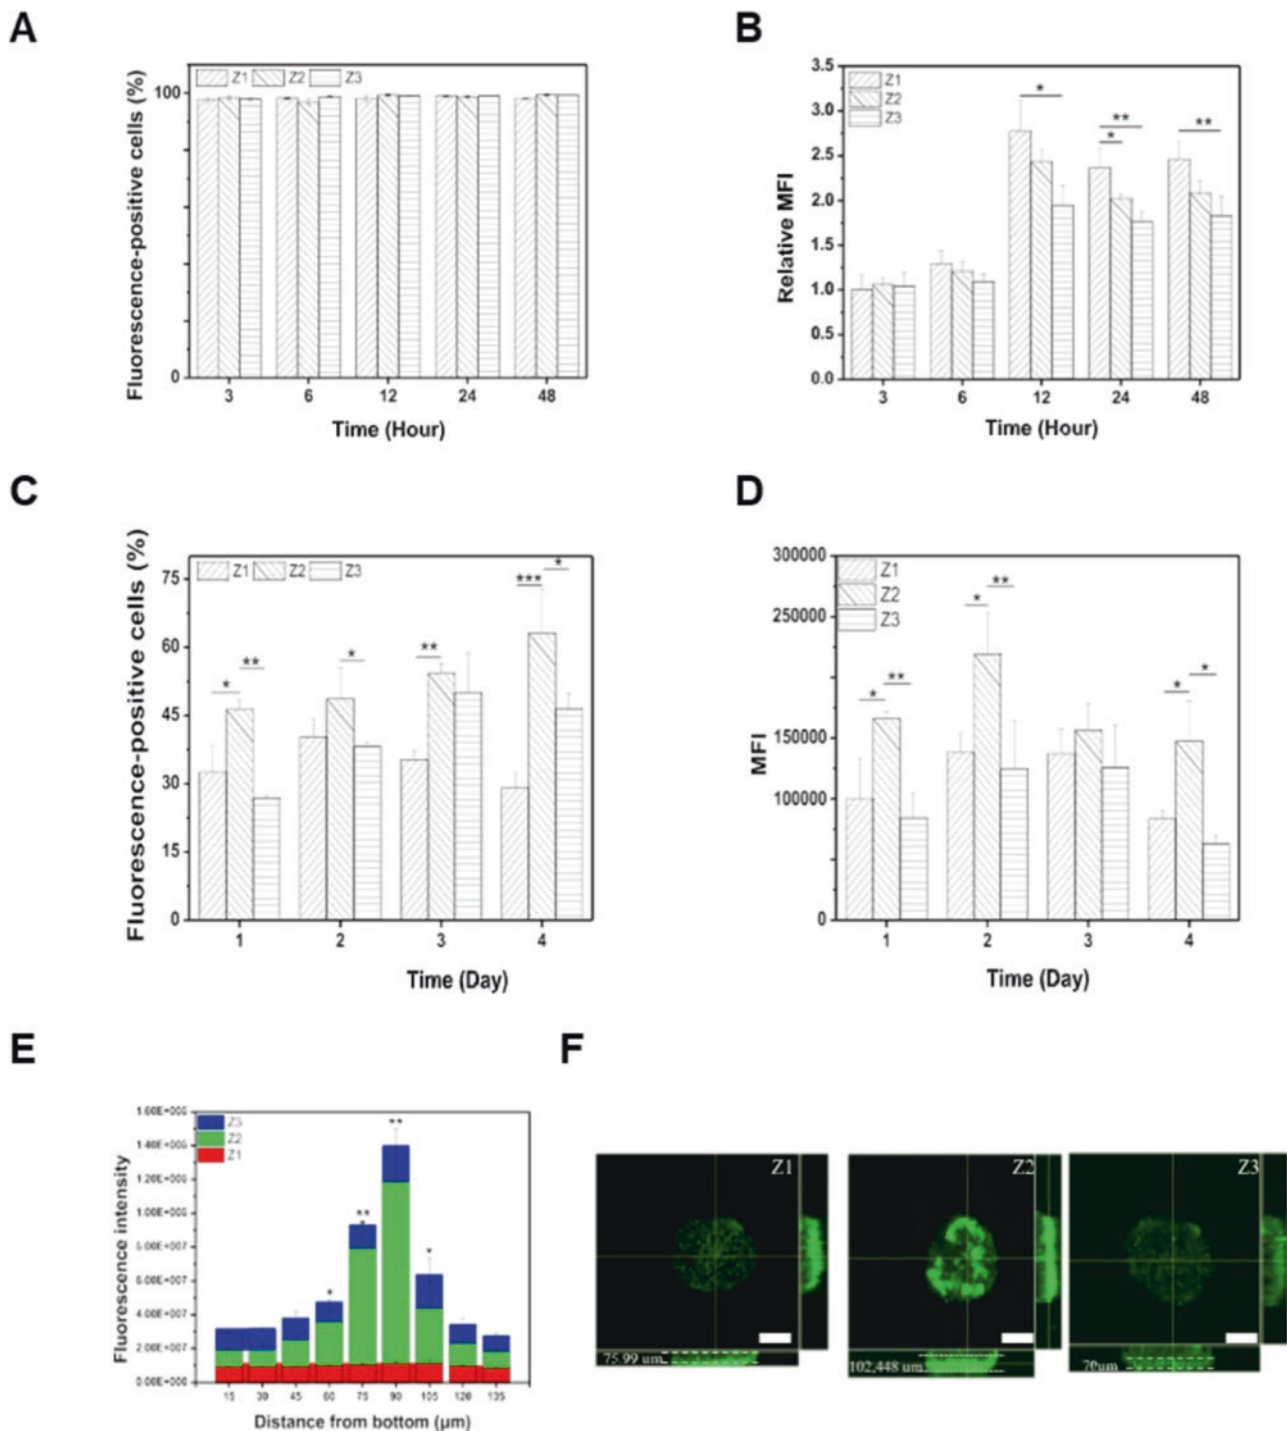 A
Fluorescence-positive cells (%)
Z1 Z2 Z3
100
0
3 6 12 24 48
Time (Hour)
B
Relative MFI
Z1
Z2
Z3
3.5
3.0
2.5
2.0
1.5
1.0
0.5
0.0
* ** * **
3 6 12 24 48
Time (Hour)
C
Fluorescence-positive cells (%)
Z1 Z2 Z3
75
60
45
30
15
0
* ** * ** *** *
1 2 3 4
Time (Day)
D
MFI
Z1
Z2
Z3
300000
250000
150000
100000
0
* ** * ** * *
1 2 3 4
Time (Day)
E
Fluorescence intensity
Z3
Z2
Z1
* ** * ** *
15 30 45 60 75 90 105 120 135
Distance from bottom (μm)
F
Z1
75.99 um
Z2
102,448 um
Z3
70um